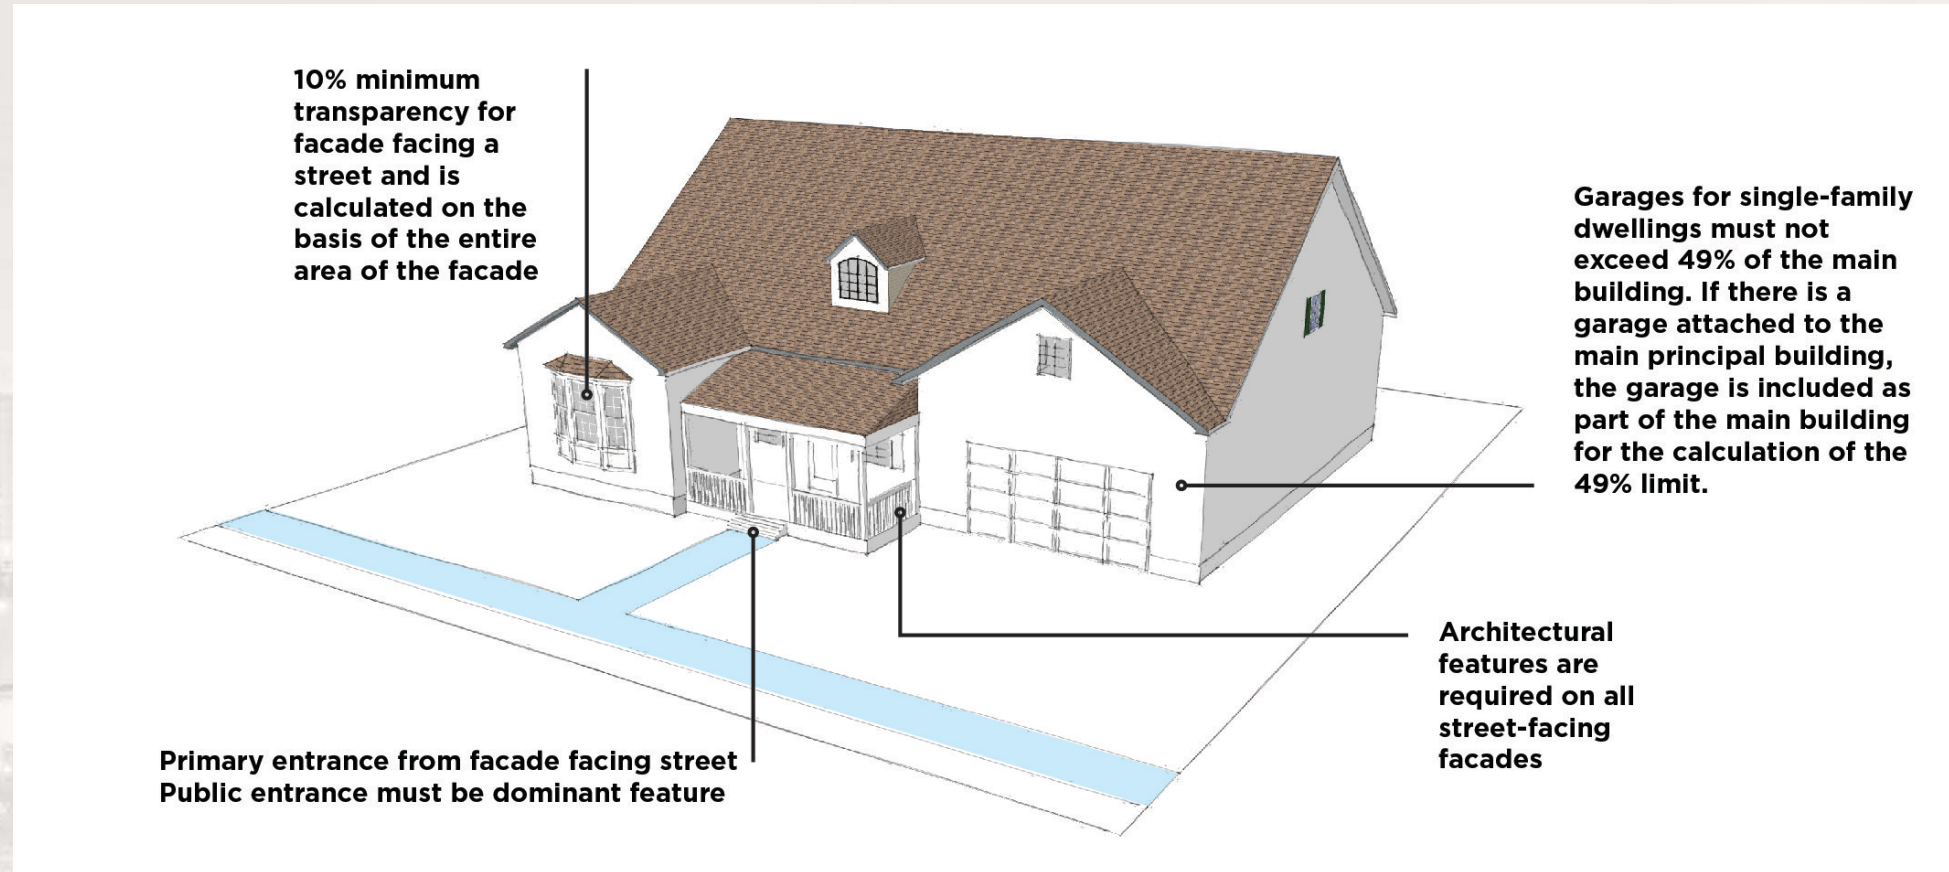 10% minimum
transparency for
facade facing a
street and is
calculated on the
basis of the entire
area of the facade
Garages for single-family
dwellings must not
exceed 49% of the main
building. If there is a
garage attached to the
main principal building,
the garage is included as
part of the main building
for the calculation of the
49% limit.
Architectural
features are
required on all
street-facing
facades
Primary entrance from facade facing street
Public entrance must be dominant feature